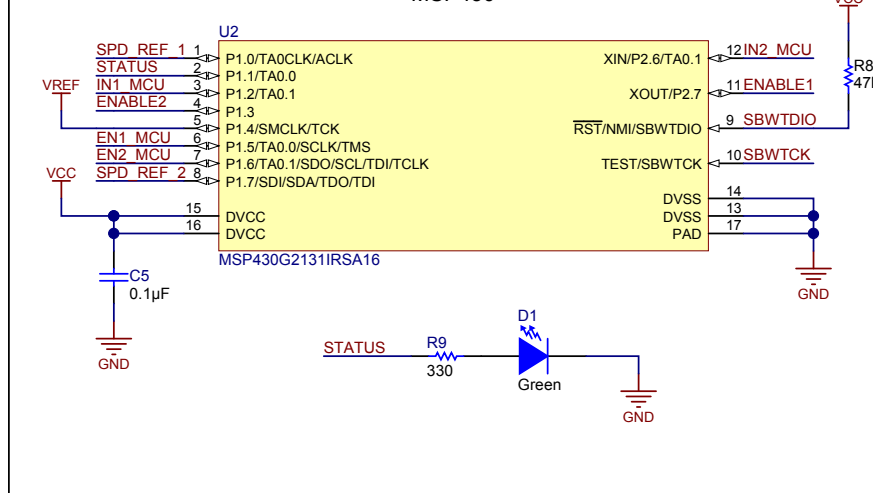 U2
SPD_REF_1 1 P1.0/TA0CLK/ACLK
STATUS 2 P1.1/TA0.0
IN1_MCU 3 P1.2/TA0.1
ENABLE2 4 P1.3
VREF 5 P1.4/SMCLK/TCK
EN1_MCU 6 P1.5/TA0.0/SCLK/TMS
EN2_MCU 7 P1.6/TA0.1/SDO/SCL/TDI/TCLK
SPD_REF_2 8 P1.7/SDI/SDA/TDO/TDI
VCC
15 DVCC
16 DVCC
XIN/P2.6/TA0.1 12 IN2_MCU
XOUT/P2.7 11 ENABLE1
RST/NMI/SBWTDIO 9 SBWTDIO
TEST/SBWTCK 10 SBWTCK
DVSS 14
DVSS 13
PAD 17
R8
MSP430G2131IRSA16
C5
0.1µF
GND
GND
STATUS
R9
330
D1
Green
GND